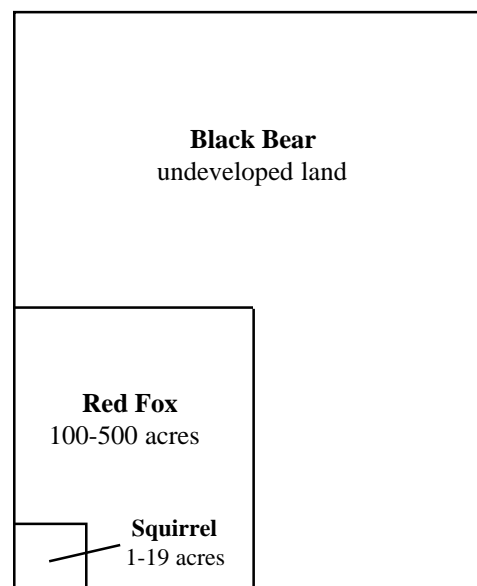 Black Bear
undeveloped land
Red Fox
100-500 acres
Squirrel
1-19 acres